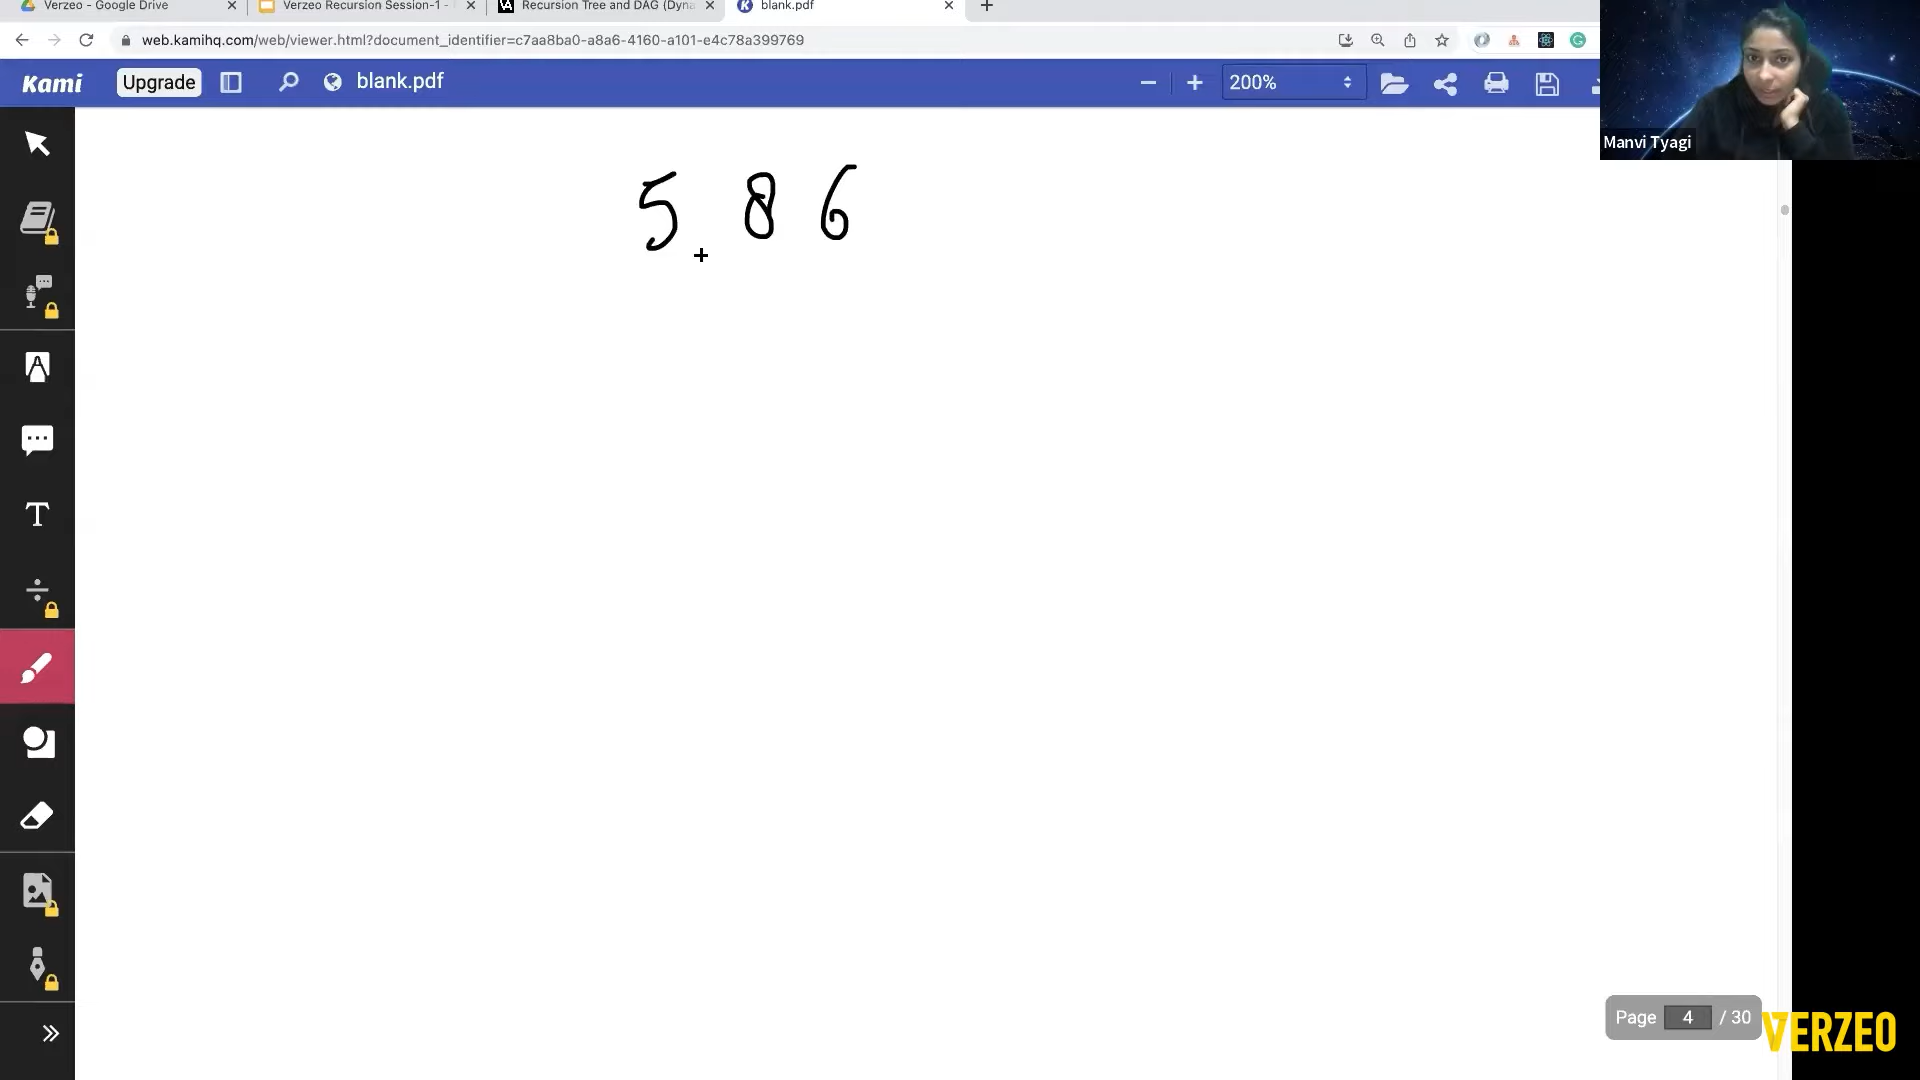 Verzeo - Google Drive
Verzeo Recursion Session-1 -
Recursion Tree and DAG (Dyna
blank.pdf
web.kamihq.com/web/viewer.html?document_identifier=c7aa8ba0-a8a6-4160-a101-e4c78a399769
Kami
Upgrade
blank.pdf
200%
Manvi Tyagi
5 8 6
T
Page 4 / 30
VERZEO